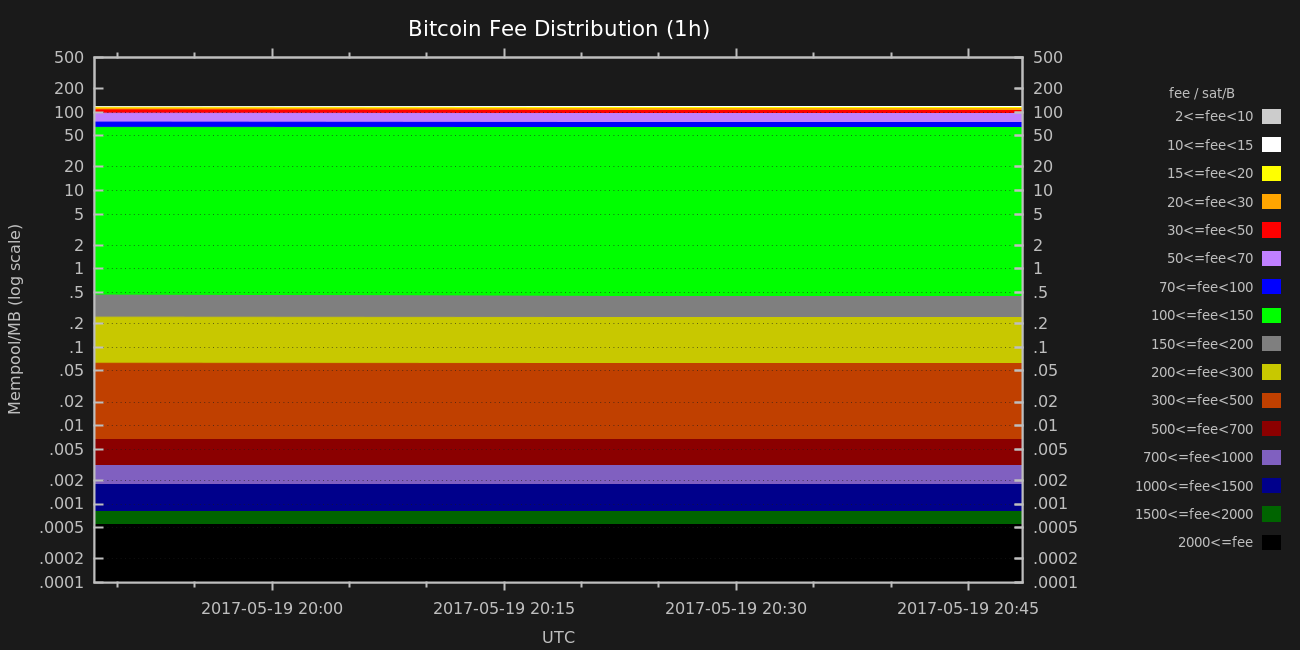 Bitcoin Fee Distribution (1h)
Mempool/MB (log scale)
500
200
100
50
20
10
5
2
1
.5
.2
.1
.05
.02
.01
.005
.002
.001
.0005
.0002
.0001
500
200
100
50
20
10
5
2
1
.5
.2
.1
.05
.02
.01
.005
.002
.001
.0005
.0002
.0001
2017-05-19 20:00
2017-05-19 20:15
2017-05-19 20:30
2017-05-19 20:45
UTC
fee / sat/B
2<=fee<10
10<=fee<15
15<=fee<20
20<=fee<30
30<=fee<50
50<=fee<70
70<=fee<100
100<=fee<150
150<=fee<200
200<=fee<300
300<=fee<500
500<=fee<700
700<=fee<1000
1000<=fee<1500
1500<=fee<2000
2000<=fee